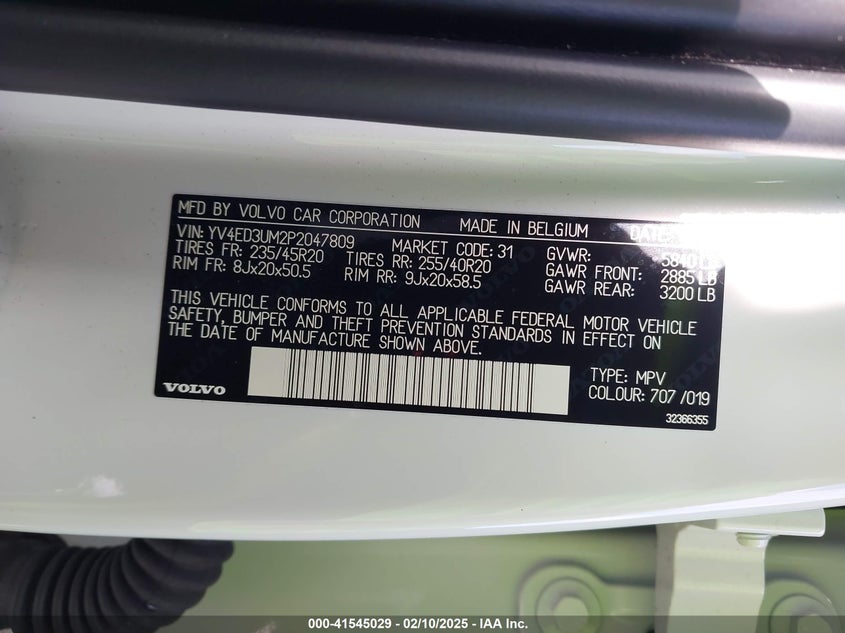 MFD BY VOLVO CAR CORPORATION MADE IN BELGIUM DATE
VIN: YV4ED3UM2P2047809 MARKET CODE: 31 GVWR: 5840
TIRES FR: 235/45R20 TIRES RR: 255/40R20 GAWR FRONT: 2885 LB
RIM FR: 8Jx20x50.5 RIM RR: 9Jx20x58.5 GAWR REAR: 3200 LB
THIS VEHICLE CONFORMS TO ALL APPLICABLE FEDERAL MOTOR VEHICLE
SAFETY, BUMPER AND THEFT PREVENTION STANDARDS IN EFFECT ON
THE DATE OF MANUFACTURE SHOWN ABOVE.
VOLVO
TYPE: MPV
COLOUR: 707 /019
32366355
000-41545029 - 02/10/2025 - IAA Inc.